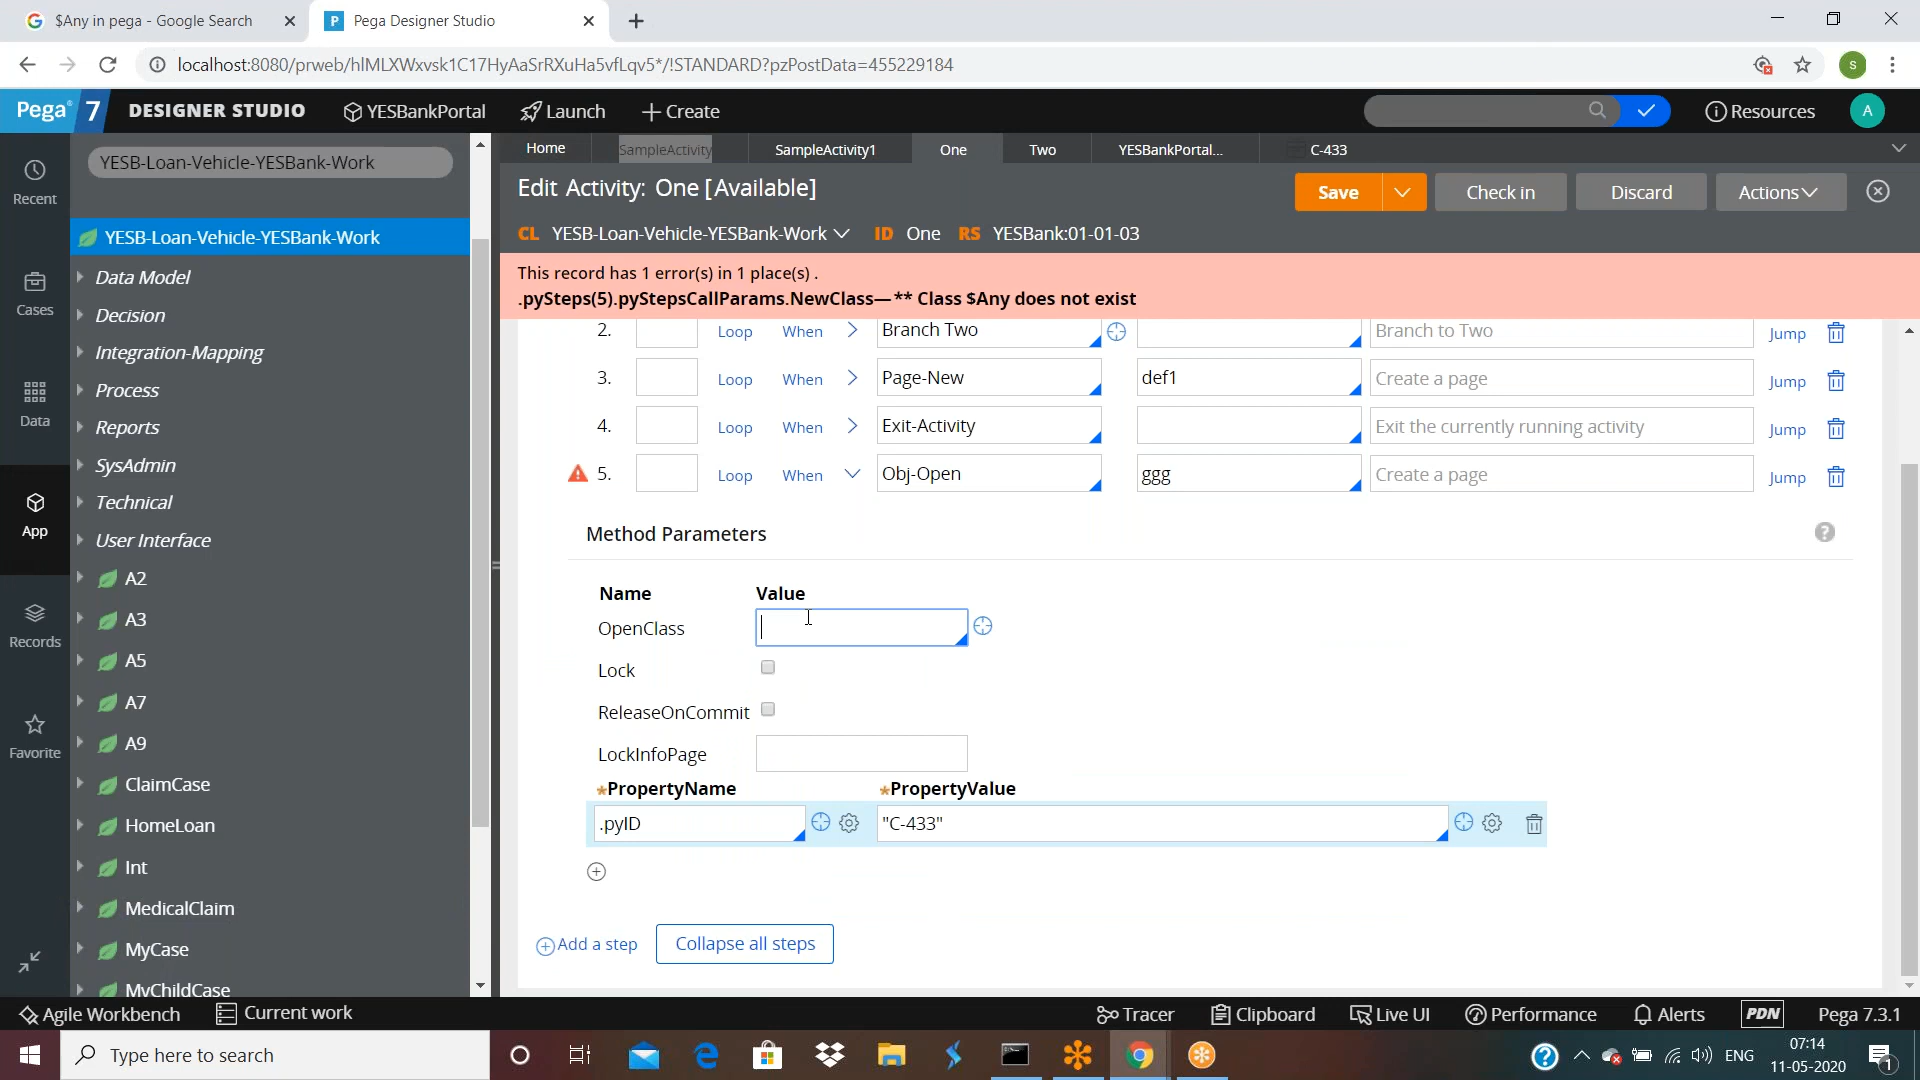 $Any in pega - Google Search
Pega Designer Studio
localhost:8080/prweb/hlMLXWxvsk1C17HyAaSrRXuHa5vfLqv5*/!STANDARD?pzPostData=455229184
s
Pega 7 DESIGNER STUDIO YESBankPortal Launch Create Resources A
YESB-Loan-Vehicle-YESBank-Work
Home SampleActivity SampleActivity1 One Two YESBankPortal... C-433
Edit Activity: One [Available]
Save Check in Discard Actions
CL YESB-Loan-Vehicle-YESBank-Work ID One RS YESBank:01-01-03
This record has 1 error(s) in 1 place(s) .
.pySteps(5).pyStepsCallParams.NewClass—** Class $Any does not exist
Recent
Cases
Data
App
Records
Favorite
YESB-Loan-Vehicle-YESBank-Work
Data Model
Decision
Integration-Mapping
Process
Reports
SysAdmin
Technical
User Interface
A2
A3
A5
A7
A9
ClaimCase
HomeLoan
Int
MedicalClaim
MyCase
MyChildCase
2. Loop When Branch Two Branch to Two Jump
3. Loop When Page-New def1 Create a page Jump
4. Loop When Exit-Activity Exit the currently running activity Jump
5. Loop When Obj-Open ggg Create a page Jump
Method Parameters
Name Value
OpenClass
Lock
ReleaseOnCommit
LockInfoPage
*PropertyName *PropertyValue
.pyID "C-433"
Add a step Collapse all steps
Agile Workbench Current work Tracer Clipboard Live UI Performance Alerts PDN Pega 7.3.1
Type here to search
ENG
07:14
11-05-2020
1